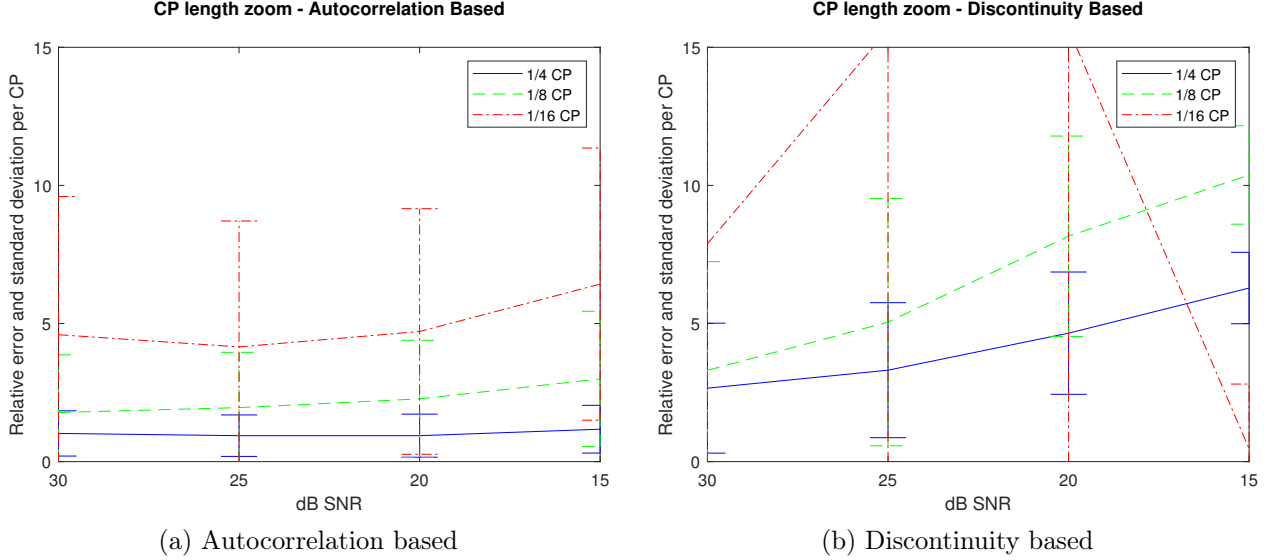 CP length zoom - Autocorrelation Based
15
10
5
0
Relative error and standard deviation per CP
1/4 CP
1/8 CP
1/16 CP
30
25
20
15
dB SNR
(a) Autocorrelation based
CP length zoom - Discontinuity Based
15
10
5
0
Relative error and standard deviation per CP
1/4 CP
1/8 CP
1/16 CP
30
25
20
15
dB SNR
(b) Discontinuity based